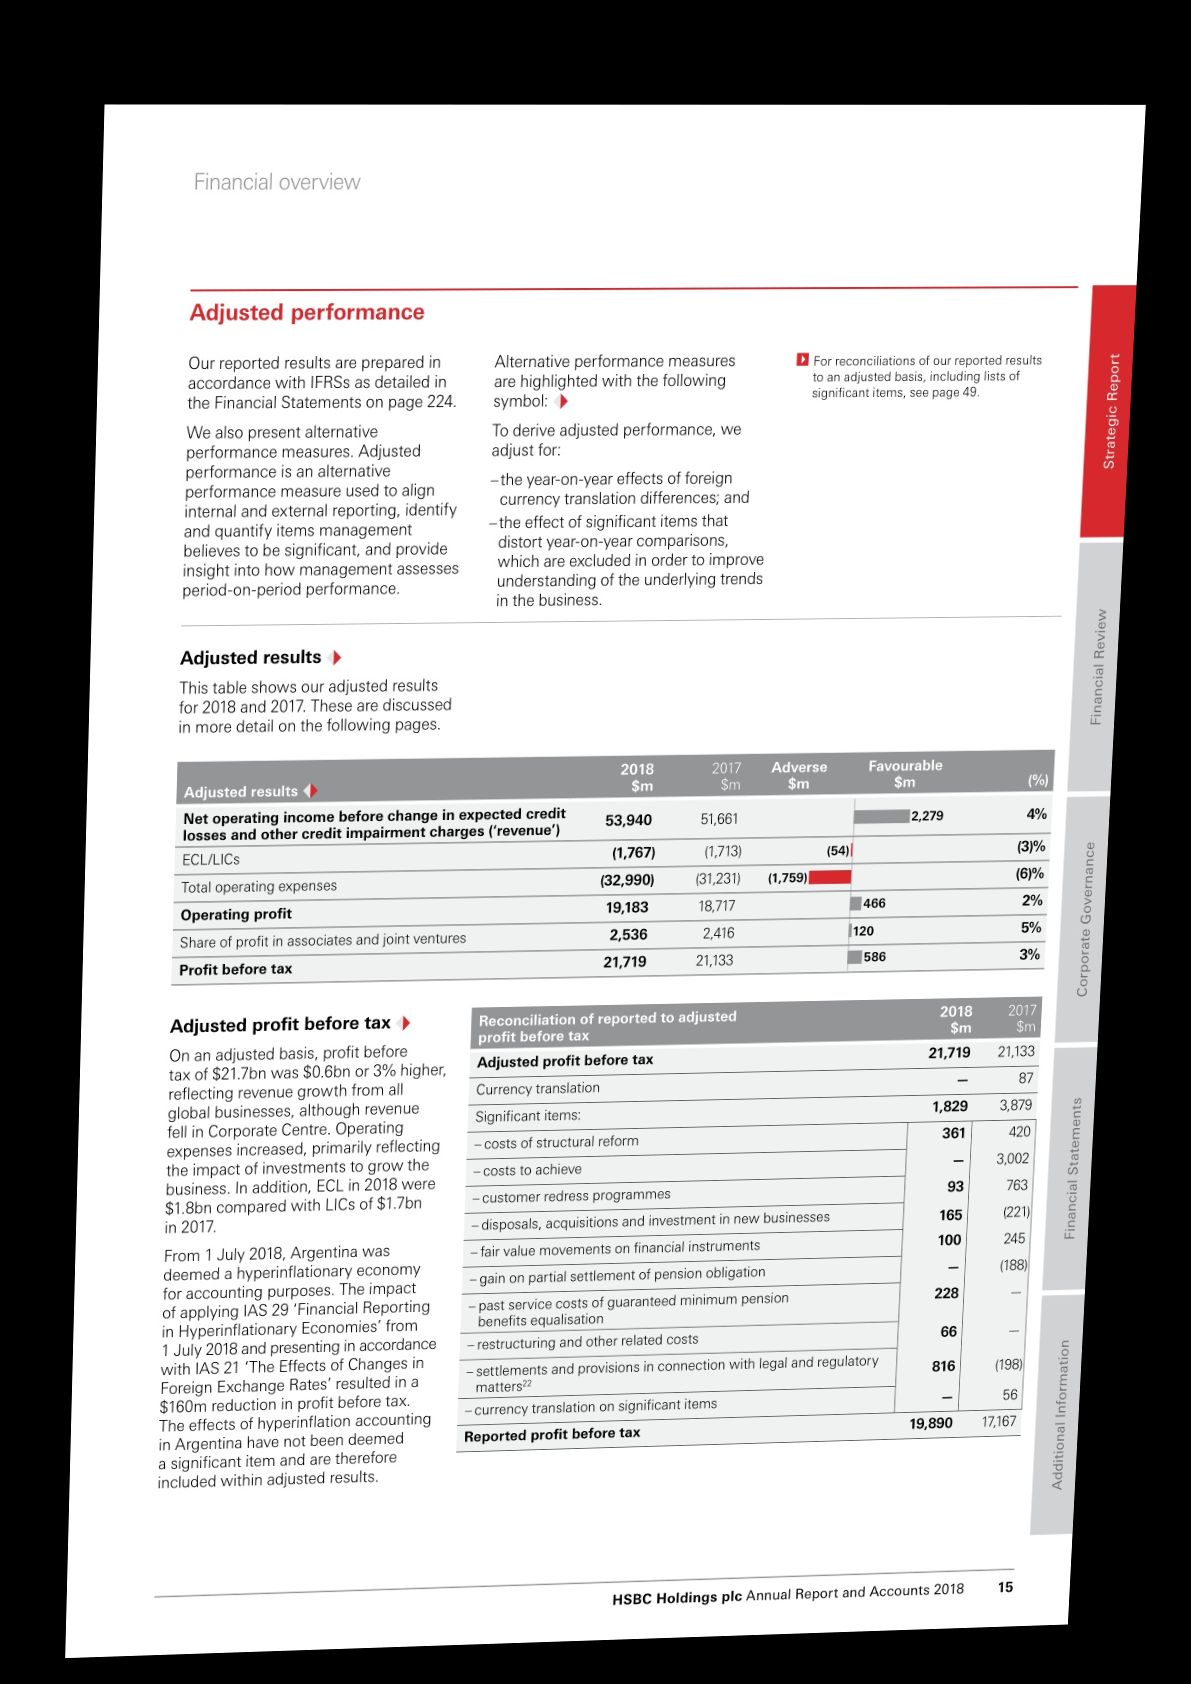 Financial overview
Adjusted performance
Our reported results are prepared in
accordance with IFRSs as detailed in
the Financial Statements on page 224.
We also present alternative
performance measures. Adjusted
performance is an alternative
performance measure used to align
internal and external reporting, identify
and quantify items management
believes to be significant, and provide
insight into how management assesses
period-on-period performance.
Alternative performance measures
are highlighted with the following
symbol:
To derive adjusted performance, we
adjust for:
– the year-on-year effects of foreign
currency translation differences; and
– the effect of significant items that
distort year-on-year comparisons,
which are excluded in order to improve
understanding of the underlying trends
in the business.
For reconciliations of our reported results
to an adjusted basis, including lists of
significant items, see page 49.
Adjusted results
This table shows our adjusted results
for 2018 and 2017. These are discussed
in more detail on the following pages.
2018 2017 Adverse Favourable
Adjusted results $m $m $m $m (%)
Net operating income before change in expected credit
losses and other credit impairment charges (‘revenue’) 53,940 51,661 2,279 4%
ECL/LICs (1,767) (1,713) (54) (3)%
Total operating expenses (32,990) (31,231) (1,759) (6)%
Operating profit 19,183 18,717 466 2%
Share of profit in associates and joint ventures 2,536 2,416 120 5%
Profit before tax 21,719 21,133 586 3%
Adjusted profit before tax
On an adjusted basis, profit before
tax of $21.7bn was $0.6bn or 3% higher,
reflecting revenue growth from all
global businesses, although revenue
fell in Corporate Centre. Operating
expenses increased, primarily reflecting
the impact of investments to grow the
business. In addition, ECL in 2018 were
$1.8bn compared with LICs of $1.7bn
in 2017.
From 1 July 2018, Argentina was
deemed a hyperinflationary economy
for accounting purposes. The impact
of applying IAS 29 ‘Financial Reporting
in Hyperinflationary Economies’ from
1 July 2018 and presenting in accordance
with IAS 21 ‘The Effects of Changes in
Foreign Exchange Rates’ resulted in a
$160m reduction in profit before tax.
The effects of hyperinflation accounting
in Argentina have not been deemed
a significant item and are therefore
included within adjusted results.
Reconciliation of reported to adjusted 2018 2017
profit before tax $m $m
Adjusted profit before tax 21,719 21,133
Currency translation — 87
Significant items: 1,829 3,879
– costs of structural reform 361 420
– costs to achieve — 3,002
– customer redress programmes 93 763
– disposals, acquisitions and investment in new businesses 165 (221)
– fair value movements on financial instruments 100 245
– gain on partial settlement of pension obligation — (188)
– past service costs of guaranteed minimum pension 228 —
benefits equalisation
– restructuring and other related costs 66 —
– settlements and provisions in connection with legal and regulatory 816 (198)
matters22
– currency translation on significant items — 56
Reported profit before tax 19,890 17,167
Strategic Report
Financial Review
Corporate Governance
Financial Statements
Additional Information
HSBC Holdings plc Annual Report and Accounts 2018 15